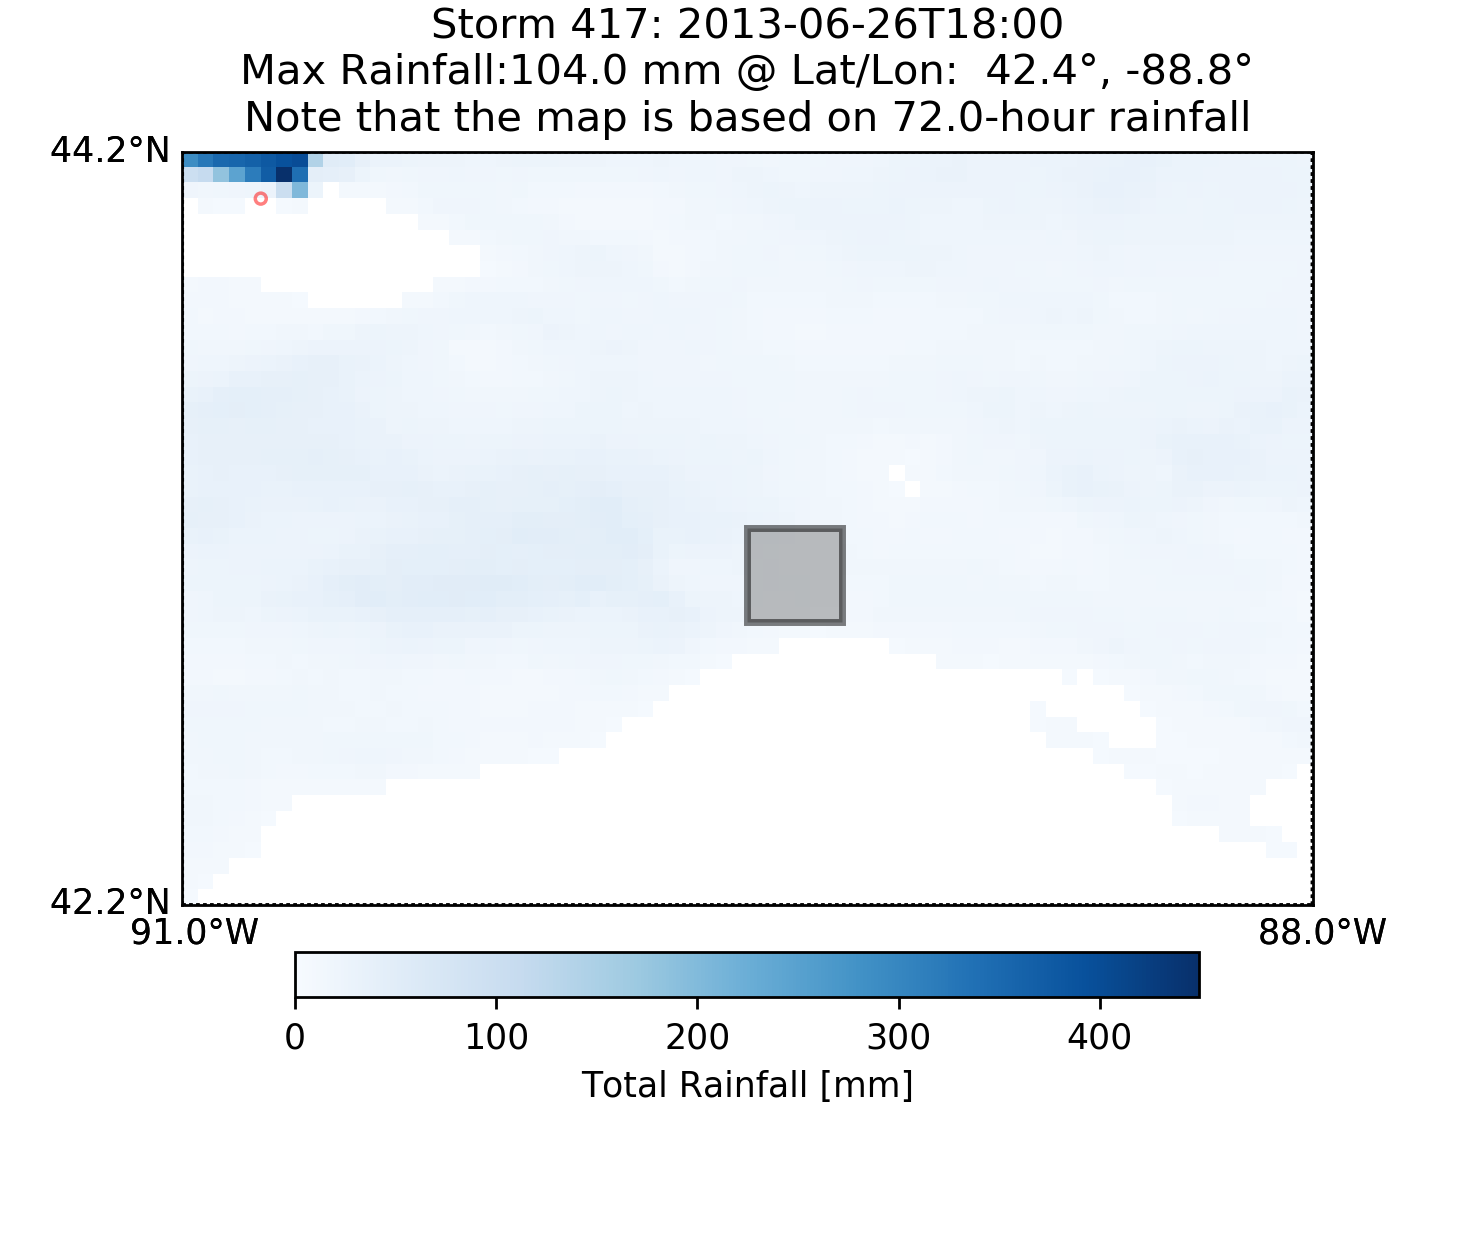 Storm 417: 2013-06-26T18:00
Max Rainfall:104.0 mm @ Lat/Lon:  42.4°, -88.8°
Note that the map is based on 72.0-hour rainfall
44.2°N
42.2°N
91.0°W
88.0°W
0
100
200
300
400
Total Rainfall [mm]